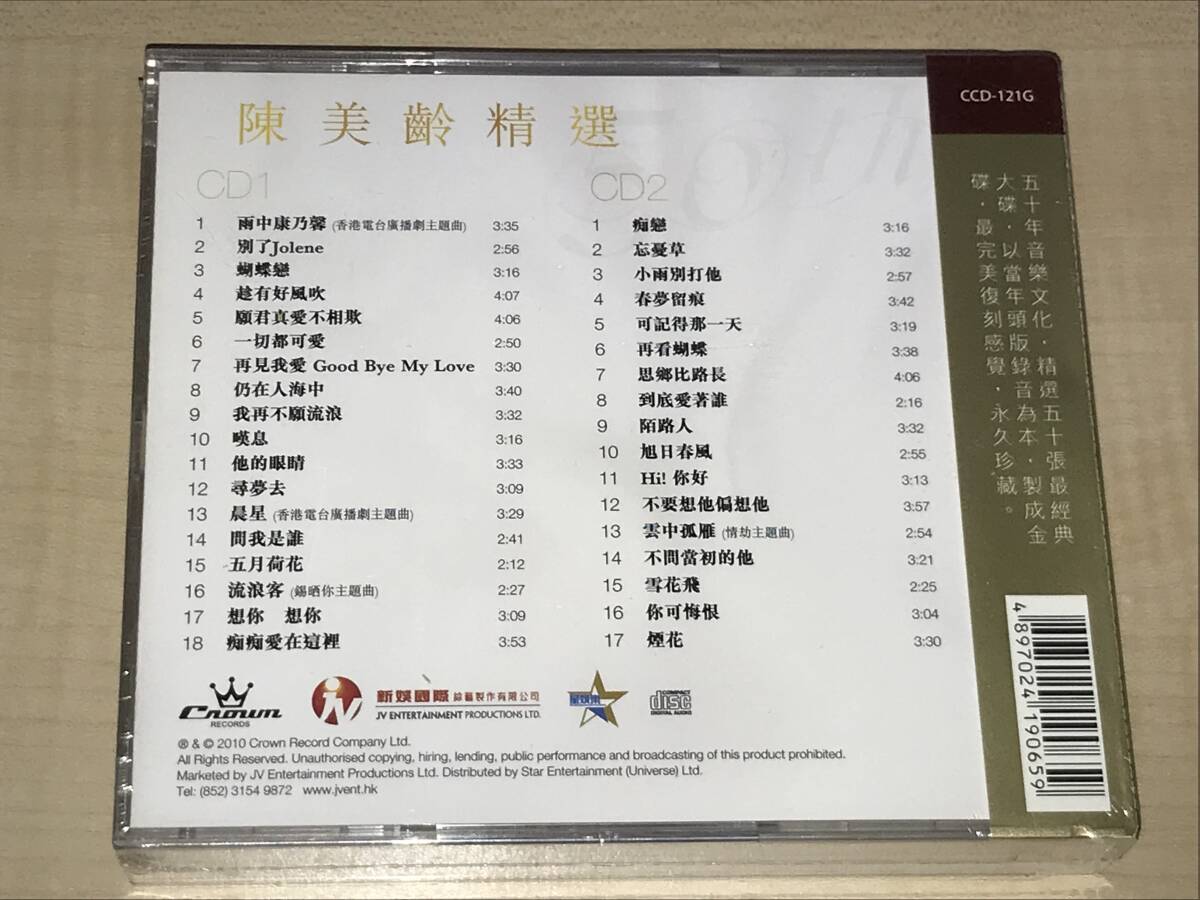 陳美齡精選
CCD-121G
CD1
1 雨中康乃馨 (香港電台廣播劇主題曲) 3:35
2 別了Jolene 2:56
3 蝴蝶戀 3:16
4 趁有好風吹 4:07
5 願君真愛不相欺 4:06
6 一切都可愛 2:50
7 再見我愛 Good Bye My Love 3:30
8 仍在人海中 3:40
9 我再不願流浪 3:32
10 嘆息 3:16
11 他的眼睛 3:33
12 尋夢去 3:09
13 晨星 (香港電台廣播劇主題曲) 3:29
14 問我是誰 2:41
15 五月荷花 2:12
16 流浪客 (錫晒你主題曲) 2:27
17 想你 想你 3:09
18 痴痴愛在這裡 3:53
CD2
1 痴戀 3:16
2 忘憂草 3:32
3 小雨別打他 2:57
4 春夢留痕 3:42
5 可記得那一天 3:19
6 再看蝴蝶 3:38
7 思鄉比路長 4:06
8 到底愛著誰 2:16
9 陌路人 3:32
10 旭日春風 2:55
11 Hi! 你好 3:13
12 不要想他偏想他 3:57
13 雲中孤雁 (情劫主題曲) 2:54
14 不問當初的他 3:21
15 雪花飛 2:25
16 你可悔恨 3:04
17 煙花 3:30
五十年音樂文化，精選五十張最經典
大碟，以當年頭版錄音為本，製成金
碟，最完美復刻感覺，永久珍藏。
50th
Crown
RECORDS
JV
新娛國際 綜藝製作有限公司
JV ENTERTAINMENT PRODUCTIONS LTD.
星娛樂
COMPACT
disc
DIGITAL AUDIO
℗ & © 2010 Crown Record Company Ltd.
All Rights Reserved. Unauthorised copying, hiring, lending, public performance and broadcasting of this product prohibited.
Marketed by JV Entertainment Productions Ltd. Distributed by Star Entertainment (Universe) Ltd.
Tel: (852) 3154 9872 www.jvent.hk
4 897024 190659